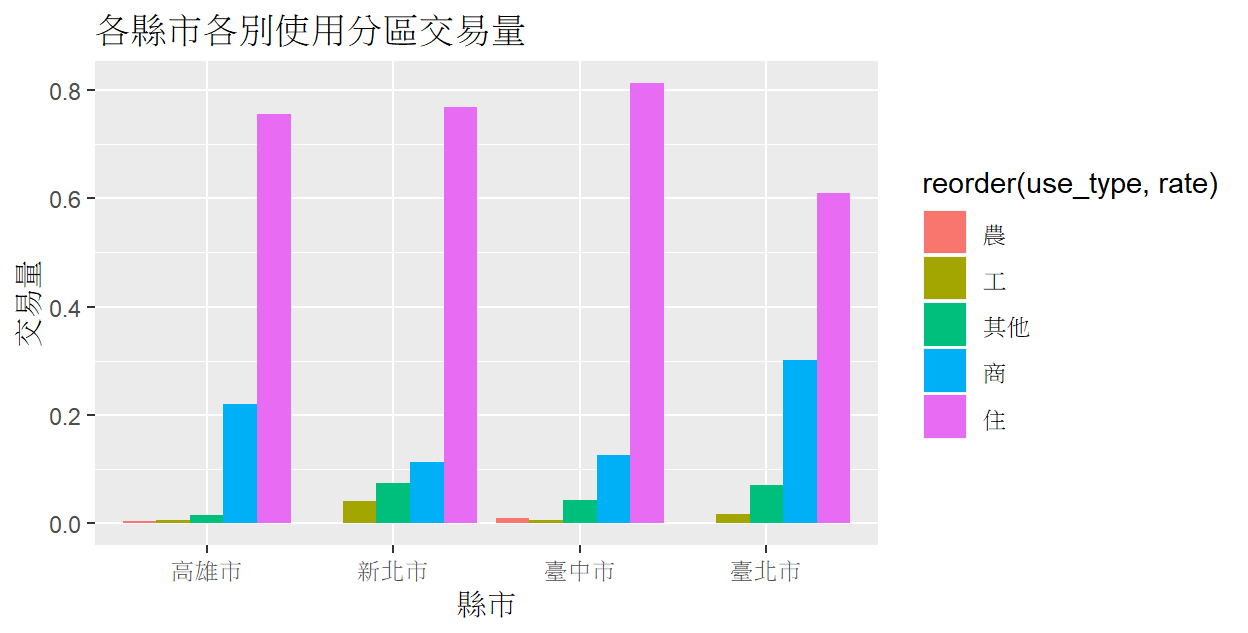 各縣市各別使用分區交易量
0.8
0.6
0.4
0.2
0.0
交易量
高雄市 新北市 臺中市 臺北市
縣市
reorder(use_type, rate)
農
工
其他
商
住